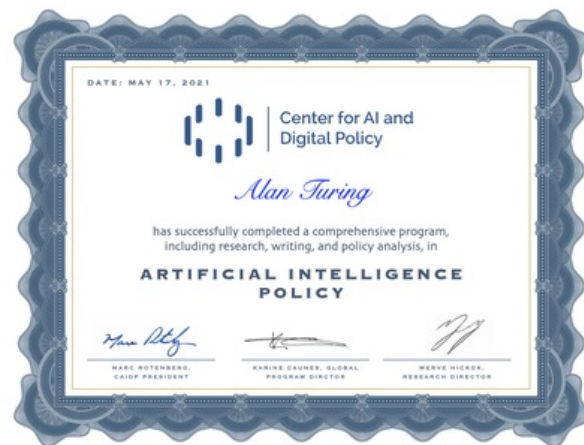 DATE: MAY 17, 2021
Center for AI and
Digital Policy
Alan Turing
has successfully completed a comprehensive program,
including research, writing, and policy analysis, in
ARTIFICIAL INTELLIGENCE
POLICY
MARC ROTENBERG,
CAIDP PRESIDENT
KARINE CAUNES, GLOBAL
PROGRAM DIRCTOR
MERVE HICKOK,
RESEARCH DIRECTOR